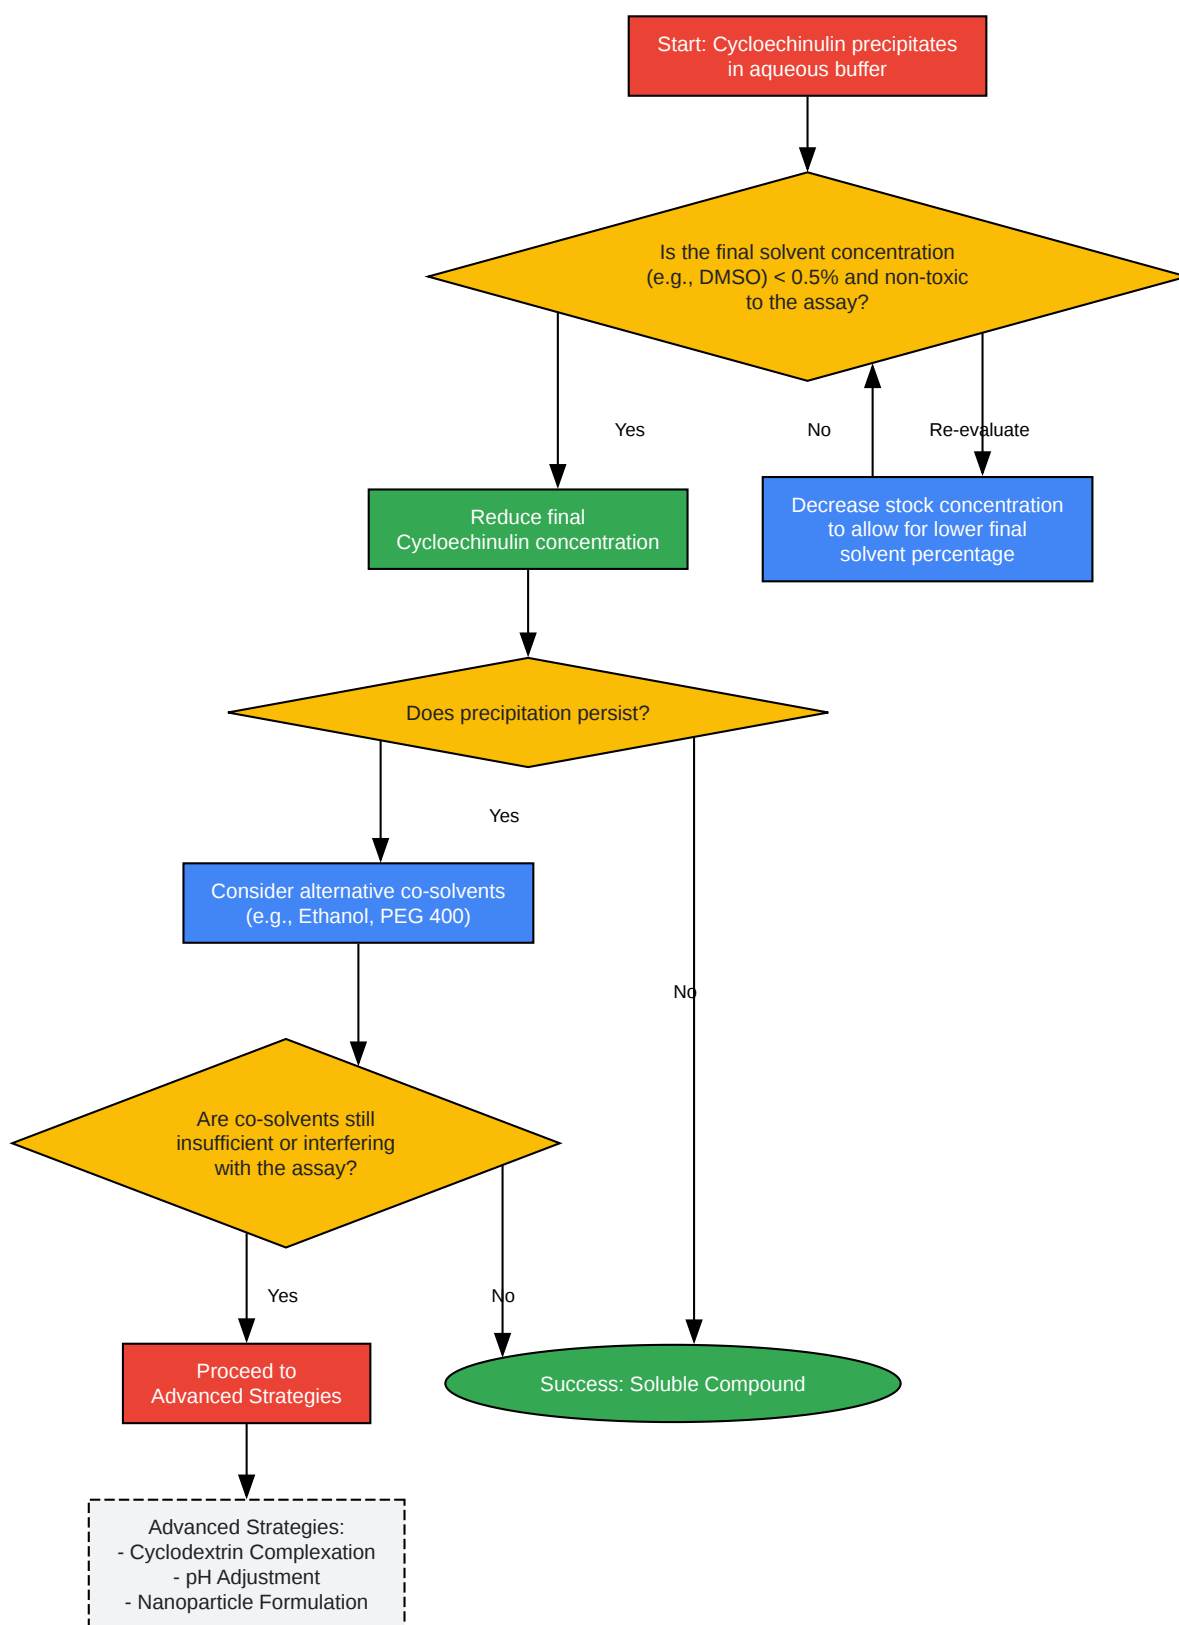 Start: Cycloechinulin precipitates
in aqueous buffer
Is the final solvent concentration
(e.g., DMSO) < 0.5% and non-toxic
to the assay?
Yes
No
Re-evaluate
Reduce final
Cycloechinulin concentration
Decrease stock concentration
to allow for lower final
solvent percentage
Does precipitation persist?
Yes
Consider alternative co-solvents
(e.g., Ethanol, PEG 400)
No
Are co-solvents still
insufficient or interfering
with the assay?
Yes
No
Proceed to
Advanced Strategies
Success: Soluble Compound
Advanced Strategies:
- Cyclodextrin Complexation
- pH Adjustment
- Nanoparticle Formulation